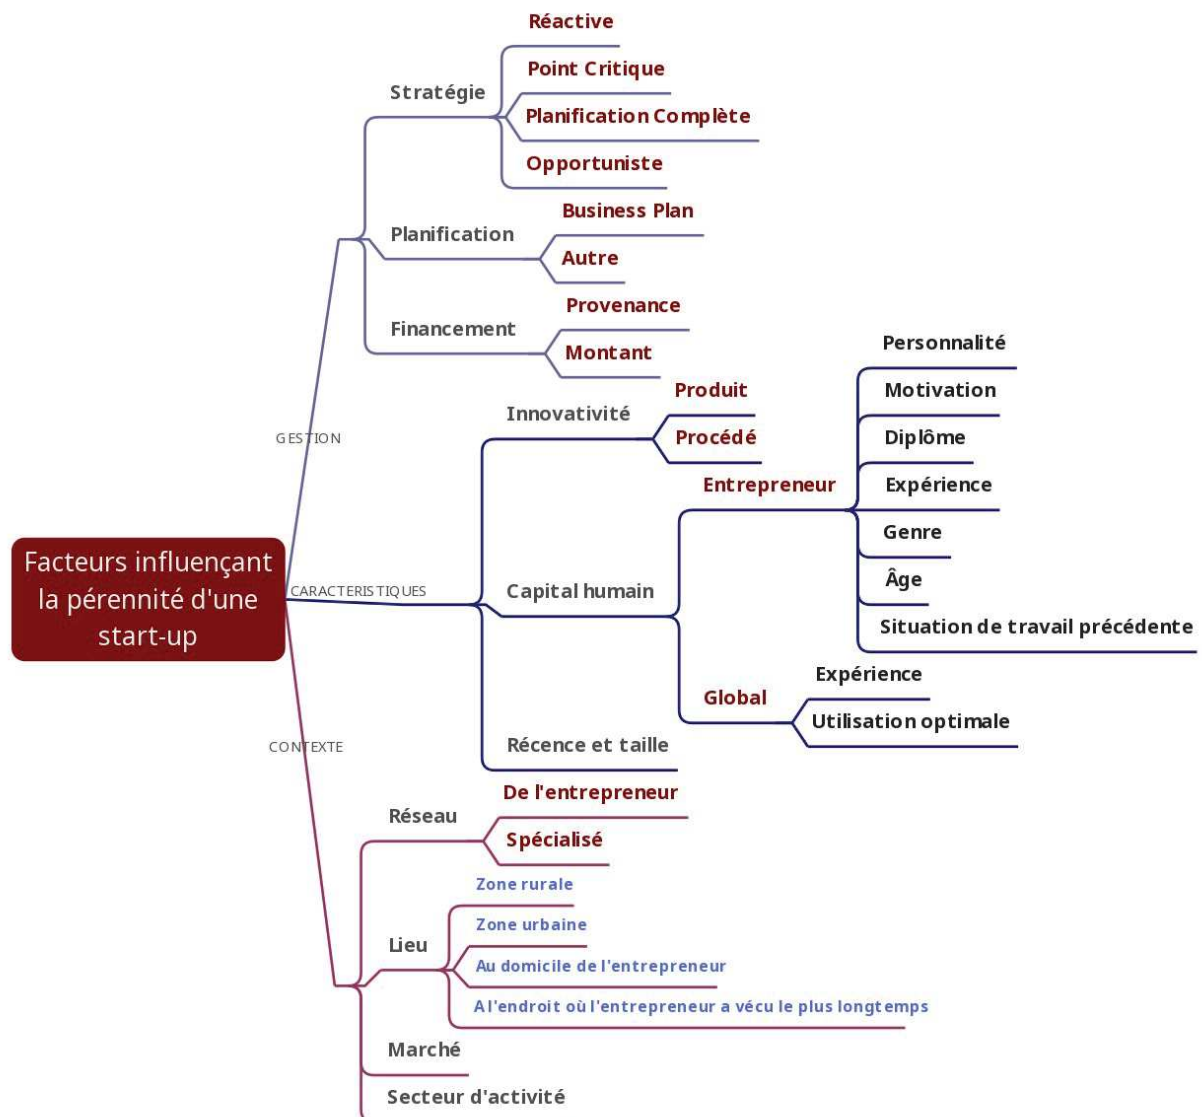 Réactive
Point Critique
Stratégie
Planification Complète
Opportuniste
Business Plan
Planification
Autre
Provenance
Financement
Montant
Personnalité
Produit
Motivation
Innovativité
GESTION
Procédé
Diplôme
Entrepreneur
Expérience
Genre
Facteurs influençant
la pérennité d'une
start-up
CARACTERISTIQUES
Capital humain
Âge
Situation de travail précédente
Expérience
Global
Utilisation optimale
CONTEXTE
Récence et taille
De l'entrepreneur
Réseau
Spécialisé
Zone rurale
Zone urbaine
Lieu
Au domicile de l'entrepreneur
A l'endroit où l'entrepreneur a vécu le plus longtemps
Marché
Secteur d'activité